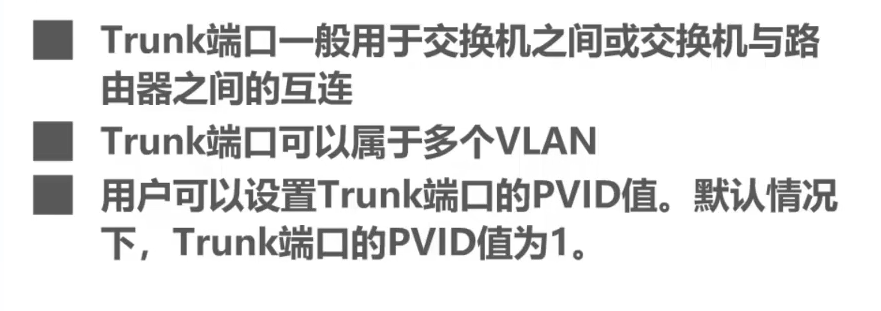 Trunk端口一般用于交换机之间或交换机与路
由器之间的互连
Trunk端口可以属于多个VLAN
用户可以设置Trunk端口的PVID值。默认情况
下，Trunk端口的PVID值为1。